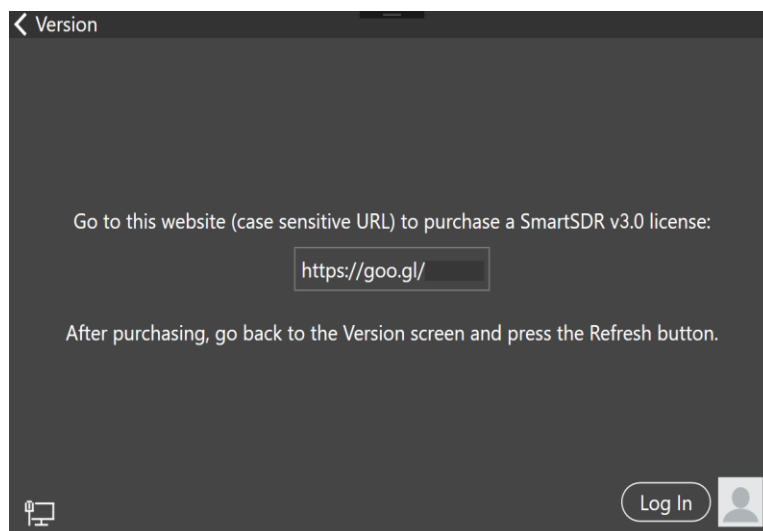 Version
Go to this website (case sensitive URL) to purchase a SmartSDR v3.0 license:
https://goo.gl/
After purchasing, go back to the Version screen and press the Refresh button.
Log In